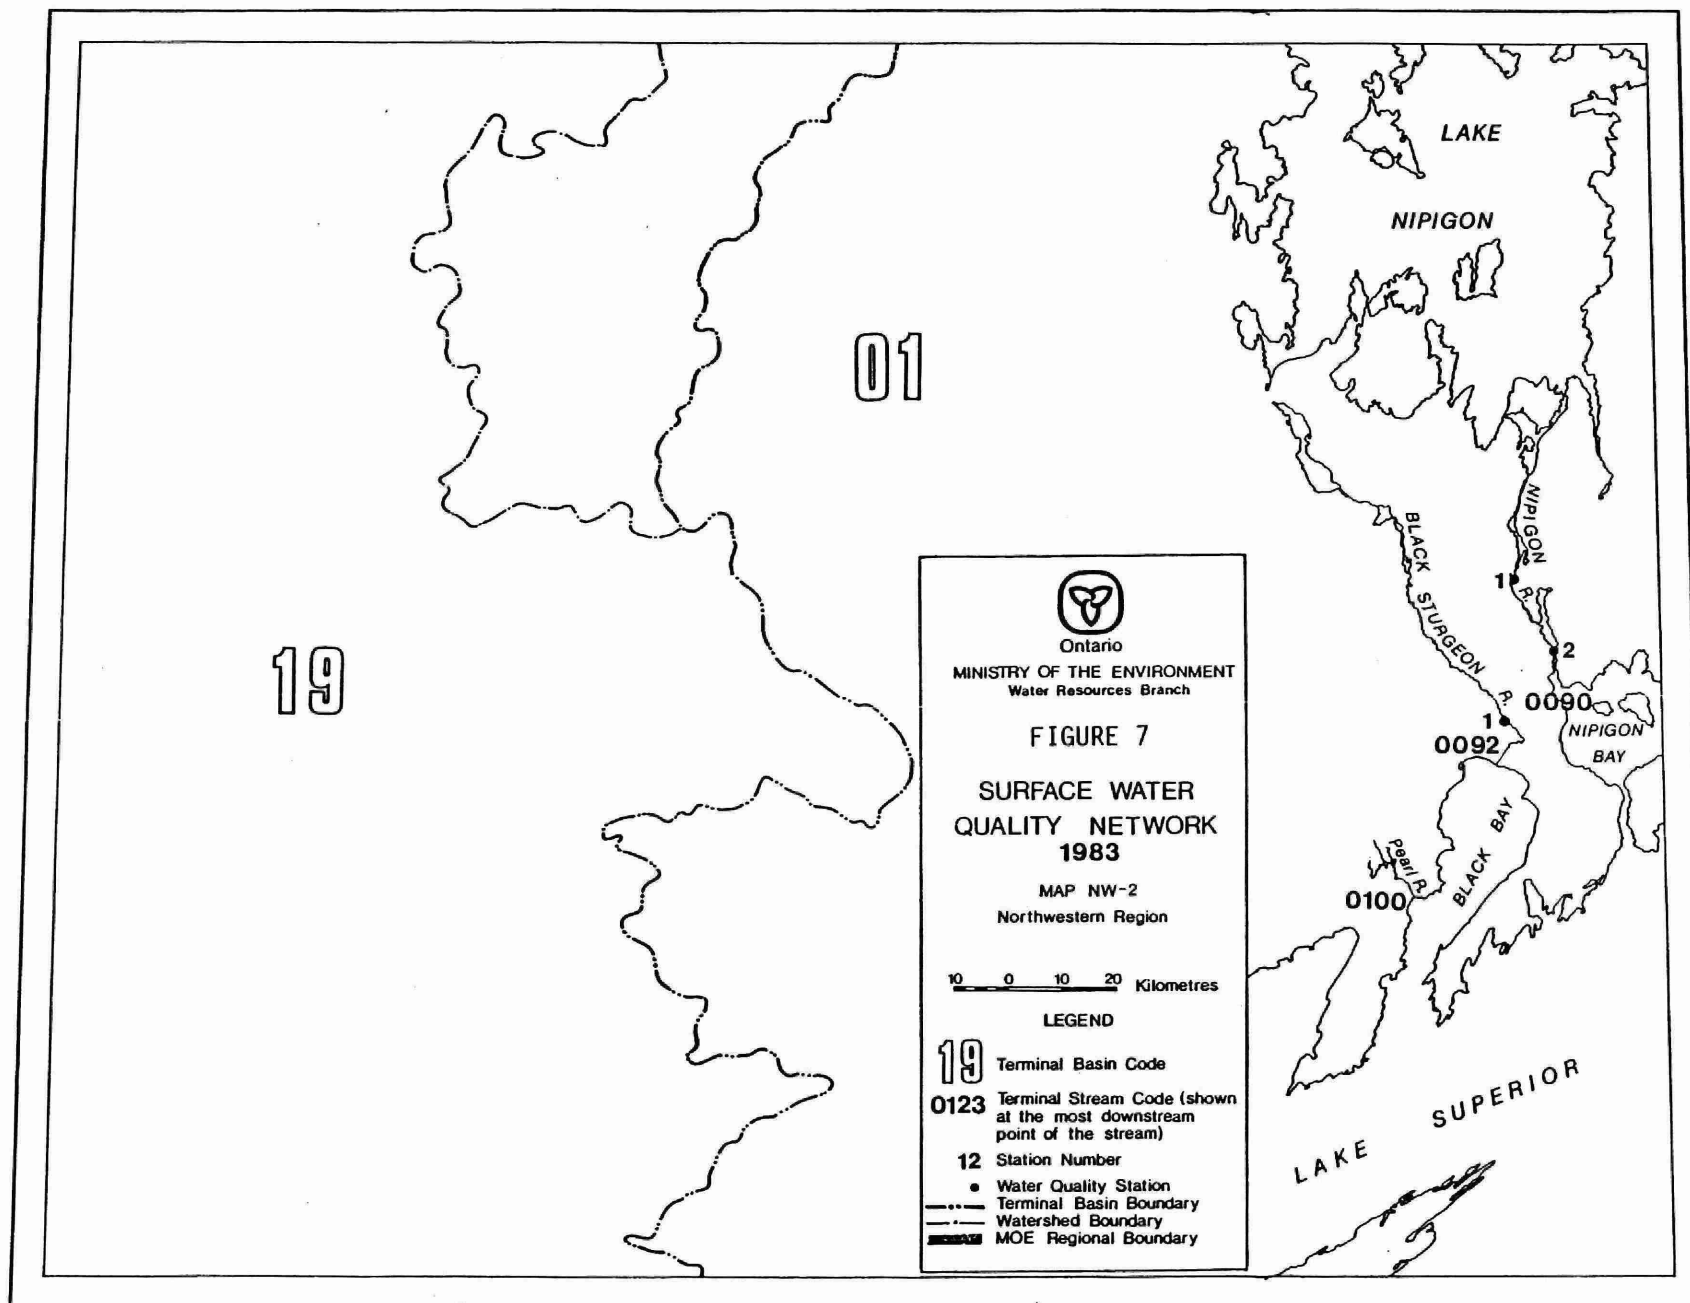 LAKE
NIPIGON
01
19
BLACK STURGEON R.
NIPIGON R.
1
2
0090
1
0092
NIPIGON
BAY
BLACK BAY
Pearl R.
0100
LAKE SUPERIOR
Ontario
MINISTRY OF THE ENVIRONMENT
Water Resources Branch
FIGURE 7
SURFACE WATER
QUALITY NETWORK
1983
MAP NW-2
Northwestern Region
10 0 10 20 Kilometres
LEGEND
19 Terminal Basin Code
0123 Terminal Stream Code (shown
at the most downstream
point of the stream)
12 Station Number
Water Quality Station
Terminal Basin Boundary
Watershed Boundary
MOE Regional Boundary